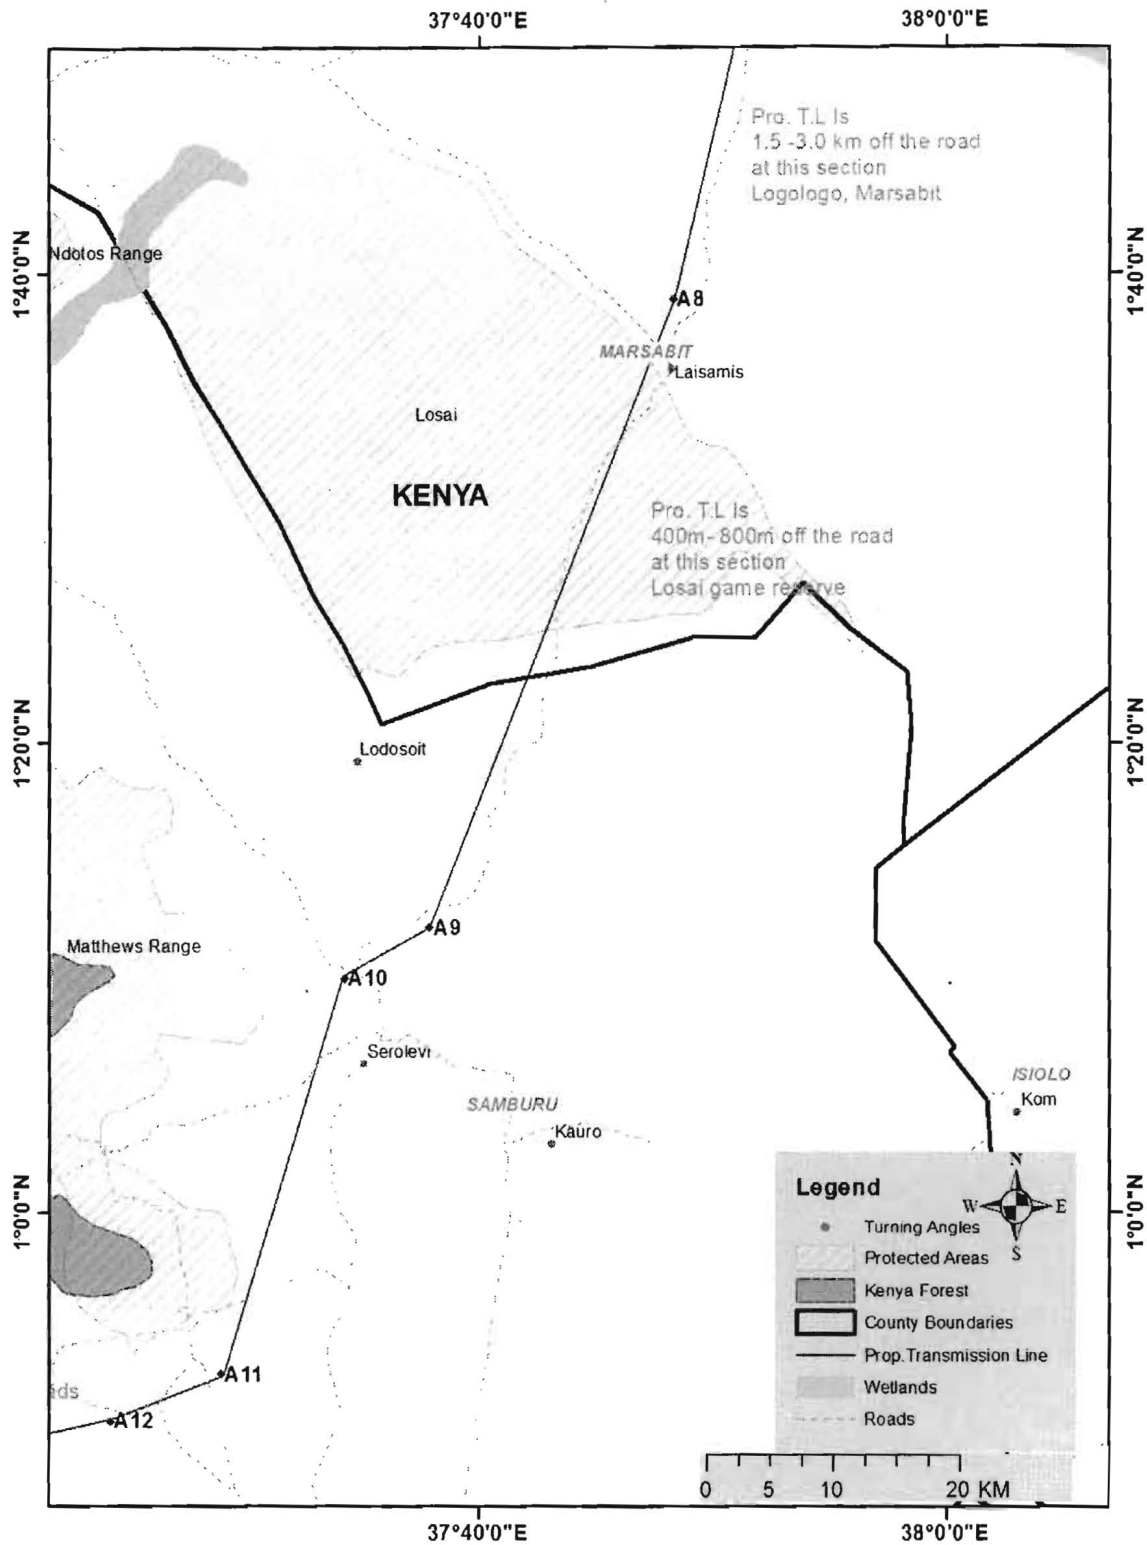 37°40'0"E
38°0'0"E
Pro. T.L Is
1.5 -3.0 km off the road
at this section
Logologo, Marsabit
Ndotos Range
1°40'0"N
1°40'0"N
A8
MARSABIT
Laisamis
Losai
KENYA
Pro. T.L Is
400m- 800m off the road
at this section
Losai game reserve
1°20'0"N
1°20'0"N
Lodosoit
A9
Matthews Range
A10
Serolevi
SAMBURU
Kauro
ISIOLO
Kom
1°0'0"N
1°0'0"N
Legend
N
W
E
S
Turning Angles
Protected Areas
Kenya Forest
County Boundaries
Prop.Transmission Line
Wetlands
Roads
A11
eds
A12
0 5 10 20 KM
37°40'0"E
38°0'0"E